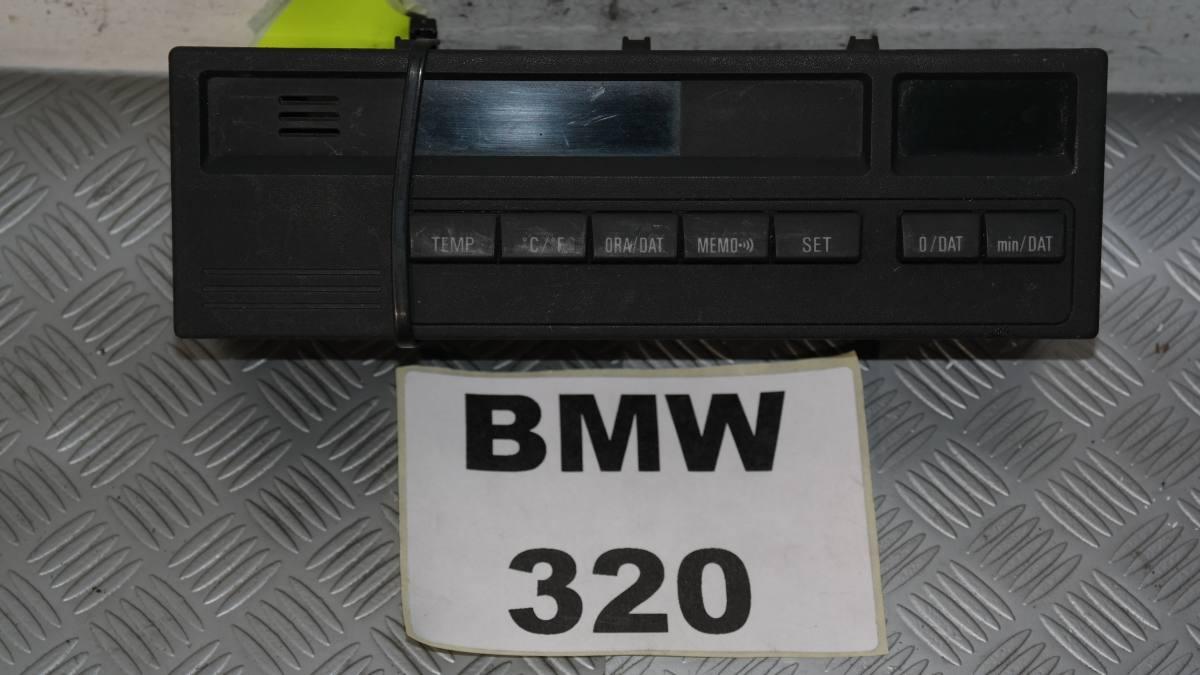 TEMP °C/°F ORA/DAT MEMO•))) SET 0/DAT min/DAT
BMW
320